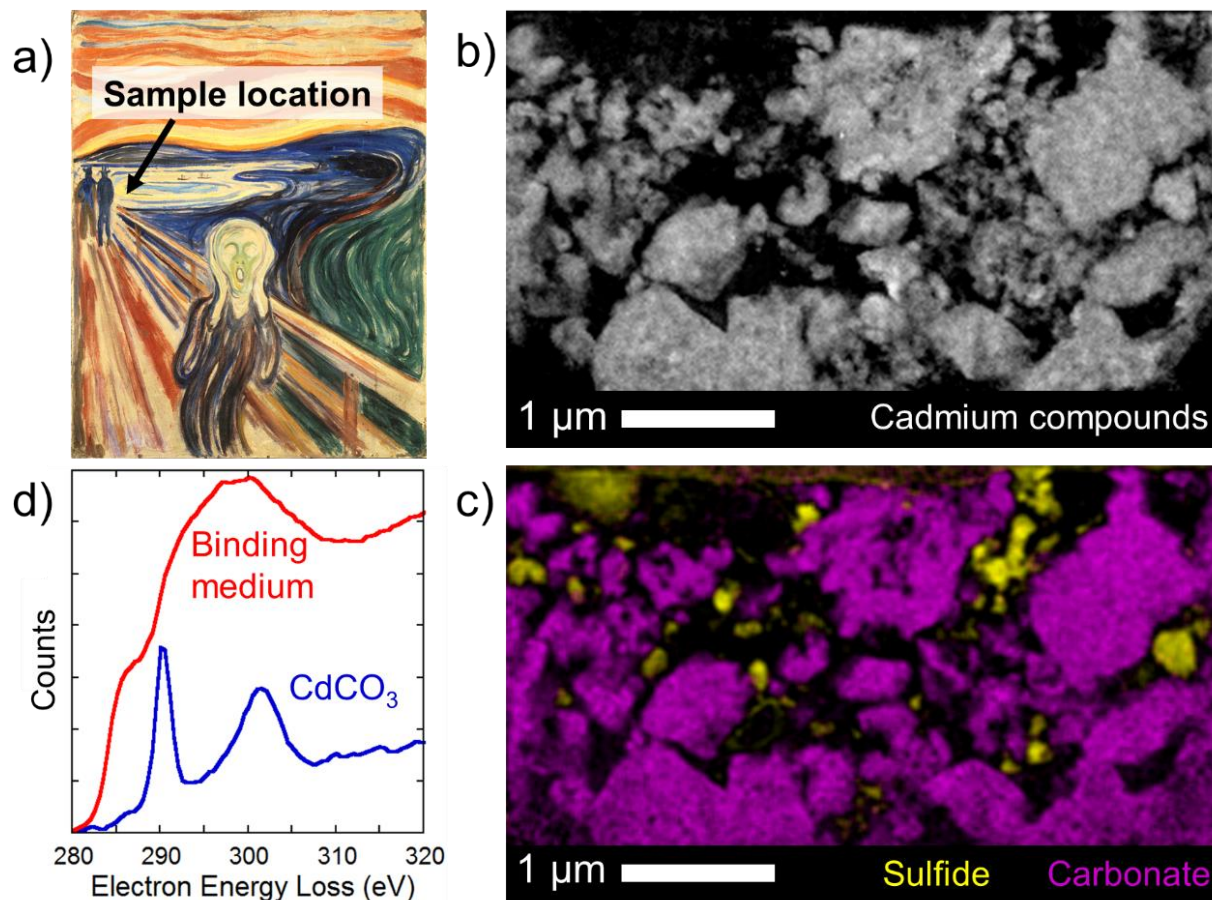 a)
Sample location
b)
1 µm
Cadmium compounds
d)
Binding
medium
CdCO₃
Counts
280 290 300 310 320
Electron Energy Loss (eV)
c)
1 µm
Sulfide Carbonate